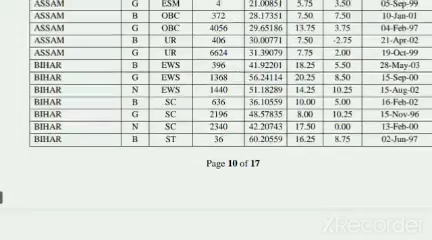 ASSAM G ESM 4 21.00851 5.75 3.50 05-Sep-99
ASSAM B OBC 372 28.17351 7.50 7.50 10-Jan-01
ASSAM G OBC 4056 29.65186 13.75 3.75 04-Feb-97
ASSAM B UR 406 30.00771 7.50 -2.75 21-Apr-02
ASSAM G UR 6624 31.39079 7.75 2.00 19-Oct-99
BIHAR B EWS 396 41.92201 18.25 5.50 28-May-03
BIHAR G EWS 1368 56.24114 20.25 8.50 15-Sep-00
BIHAR N EWS 1440 51.18289 14.25 10.25 15-Aug-02
BIHAR B SC 636 36.10559 10.00 5.00 16-Feb-02
BIHAR G SC 2196 48.57835 8.00 10.25 15-Nov-96
BIHAR N SC 2340 42.20743 17.50 0.00 13-Feb-00
BIHAR B ST 36 60.20559 16.25 8.75 02-Jun-97
Page 10 of 17
XRecorder